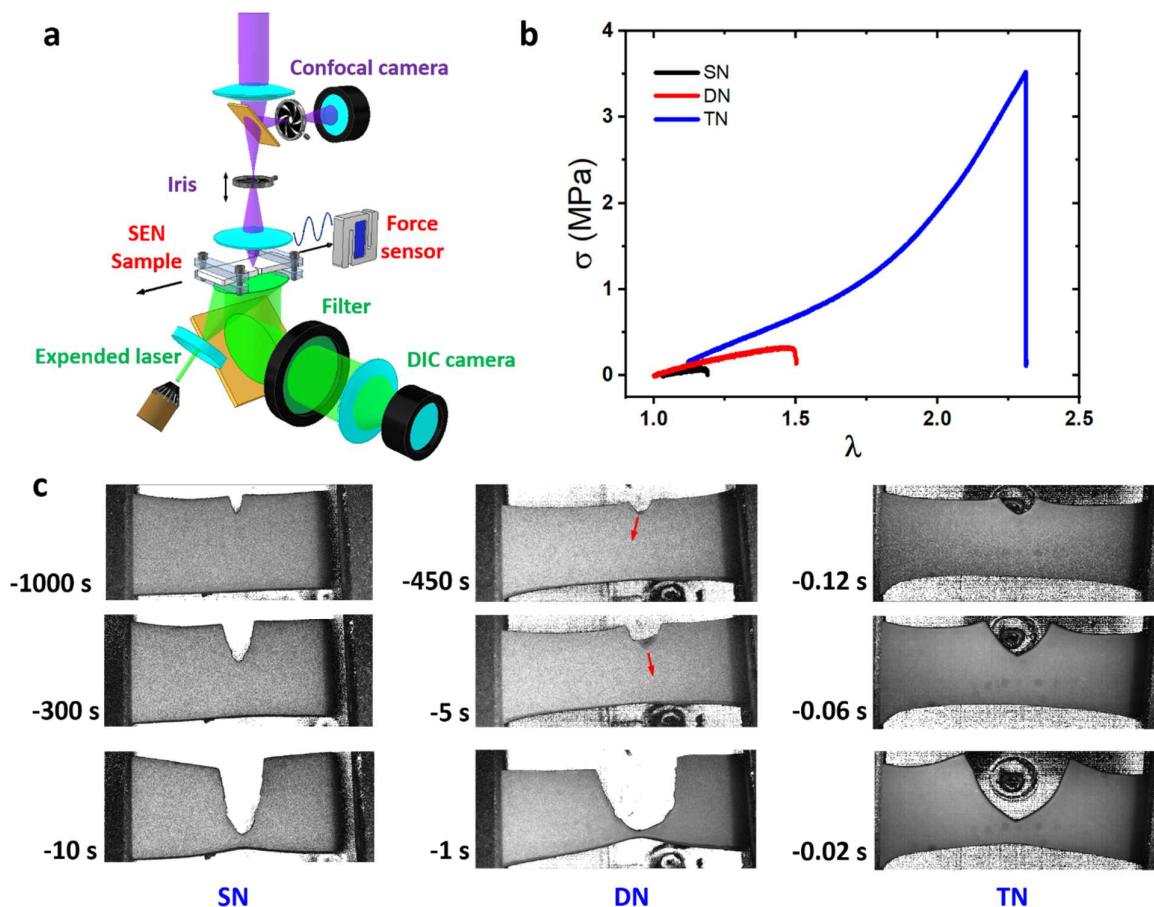 a
Confocal camera
Iris
SEN
Sample
Force
sensor
Filter
Expended laser
DIC camera
b
SN
DN
TN
4
3
2
1
0
σ (MPa)
1.0 1.5 2.0 2.5
λ
c
-1000 s -450 s -0.12 s
-300 s -5 s -0.06 s
-10 s -1 s -0.02 s
SN DN TN